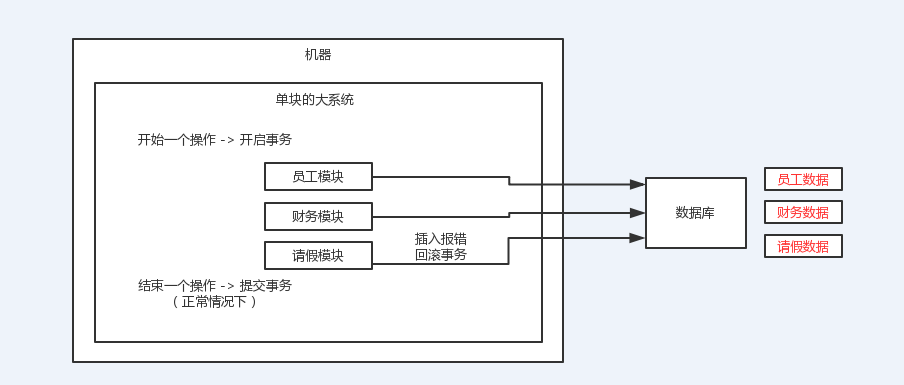 机器
单块的大系统
开始一个操作 -> 开启事务
员工模块
财务模块
请假模块
插入报错
回滚事务
结束一个操作 -> 提交事务
（正常情况下）
数据库
员工数据
财务数据
请假数据